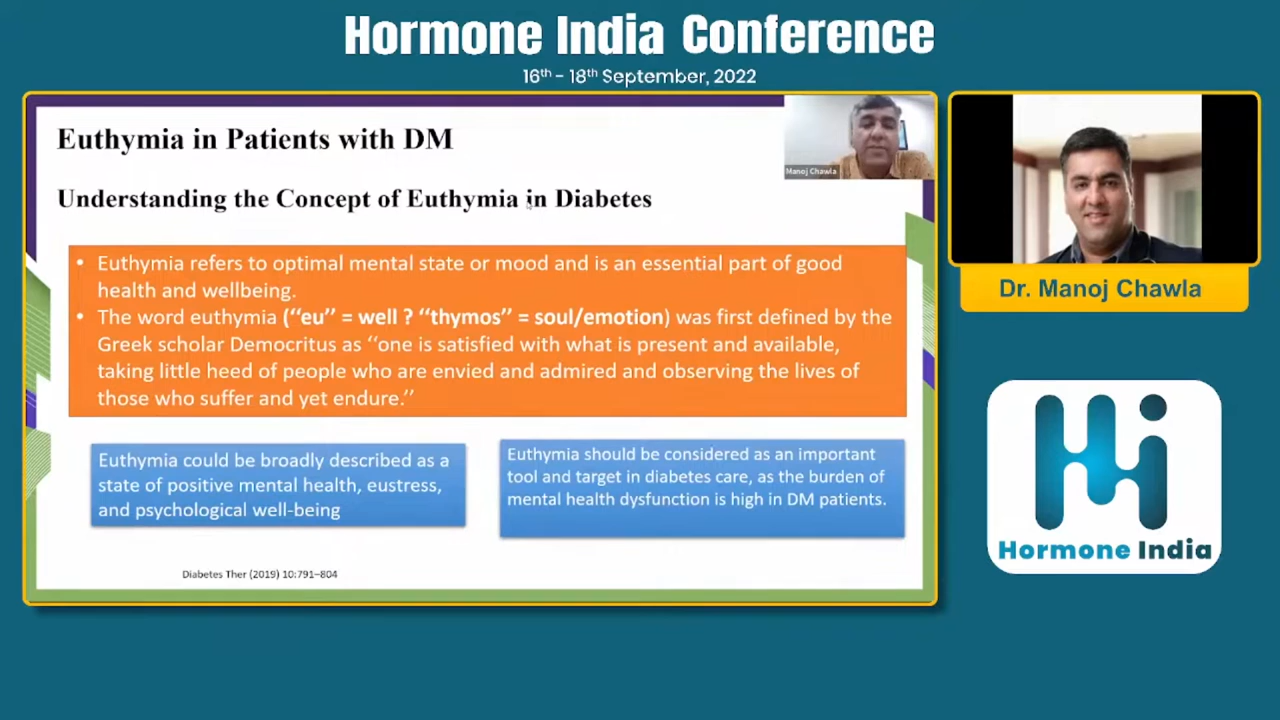 Hormone India Conference
16th - 18th September, 2022
Euthymia in Patients with DM
Manoj Chawla
Understanding the Concept of Euthymia in Diabetes
• Euthymia refers to optimal mental state or mood and is an essential part of good
health and wellbeing.
• The word euthymia (‘‘eu’’ = well ? ‘‘thymos’’ = soul/emotion) was first defined by the
Greek scholar Democritus as ‘‘one is satisfied with what is present and available,
taking little heed of people who are envied and admired and observing the lives of
those who suffer and yet endure.’’
Euthymia could be broadly described as a
state of positive mental health, eustress,
and psychological well-being
Euthymia should be considered as an important
tool and target in diabetes care, as the burden of
mental health dysfunction is high in DM patients.
Diabetes Ther (2019) 10:791–804
Dr. Manoj Chawla
Hi
Hormone India